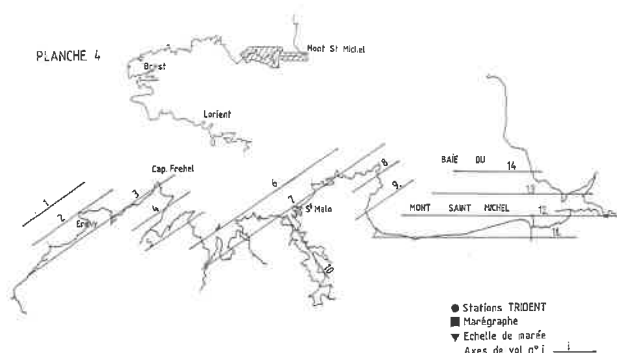 PLANCHE 4
Mont St Michel
Brest
Lorient
Cap. Frehel
1
2
3
4
5
6
7
8
9.
Erquy
St Malo
10
BAIE DU
14
13
MONT SAINT MICHEL
12
11
Stations TRIDENT
Marégraphe
Echelle de marée
Axes de vol n° i
i